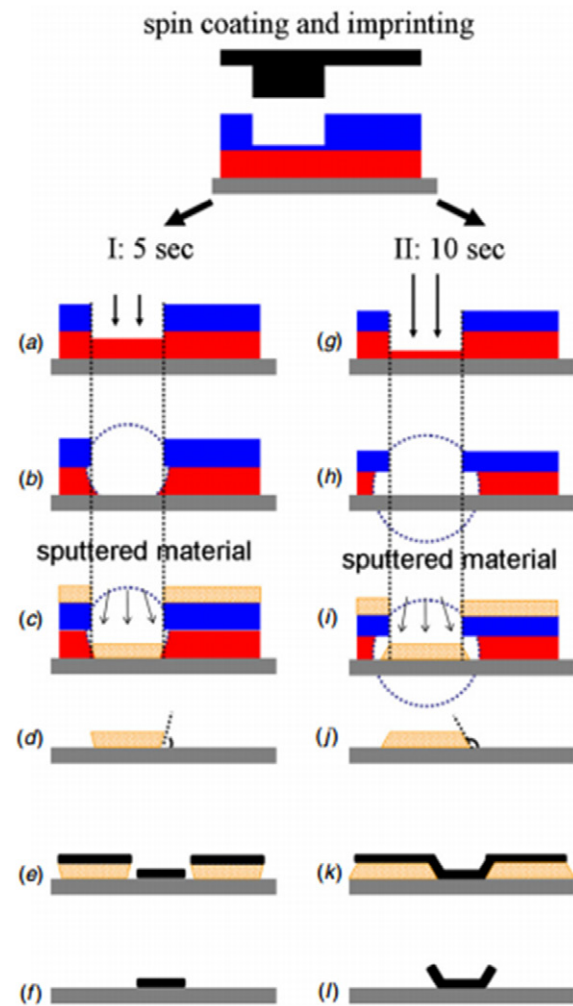 spin coating and imprinting
I: 5 sec
II: 10 sec
(a)
(g)
(b)
(h)
sputtered material
sputtered material
(c)
(i)
(d)
(j)
(e)
(k)
(f)
(l)